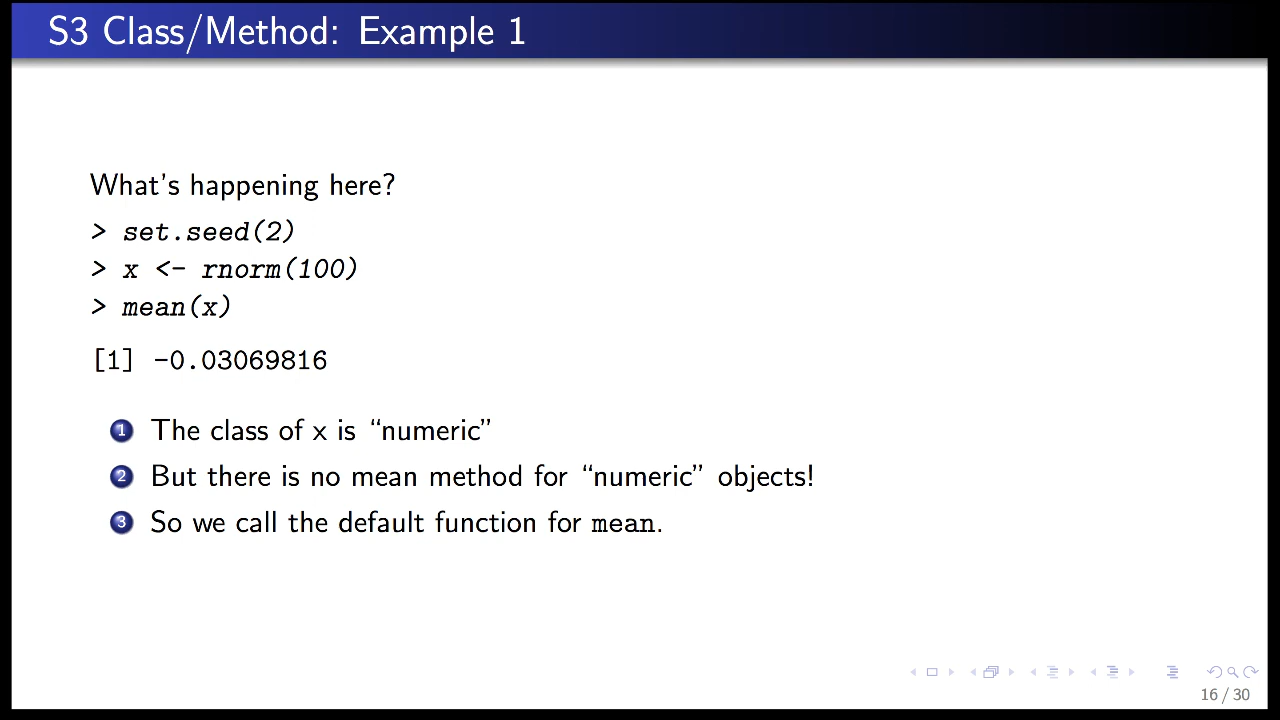 S3 Class/Method: Example 1
What's happening here?
> set.seed(2)
> x <- rnorm(100)
> mean(x)
[1] -0.03069816
1 The class of x is “numeric”
2 But there is no mean method for “numeric” objects!
3 So we call the default function for mean.
16 / 30